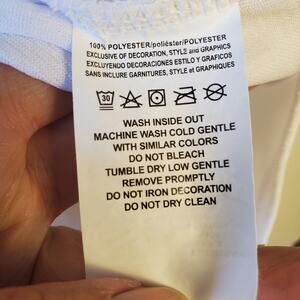 100% POLYESTER/poliéster/POLYESTER
EXCLUSIVE OF DECORATION, STYLE and GRAPHICS
EXCLUYENDO DECORACIONES ESTILO Y GRAFICOS
SANS INCLURE GARNITURES, STYLE et GRAPHIQUES
30
WASH INSIDE OUT
MACHINE WASH COLD GENTLE
WITH SIMILAR COLORS
DO NOT BLEACH
TUMBLE DRY LOW GENTLE
REMOVE PROMPTLY
DO NOT IRON DECORATION
DO NOT DRY CLEAN